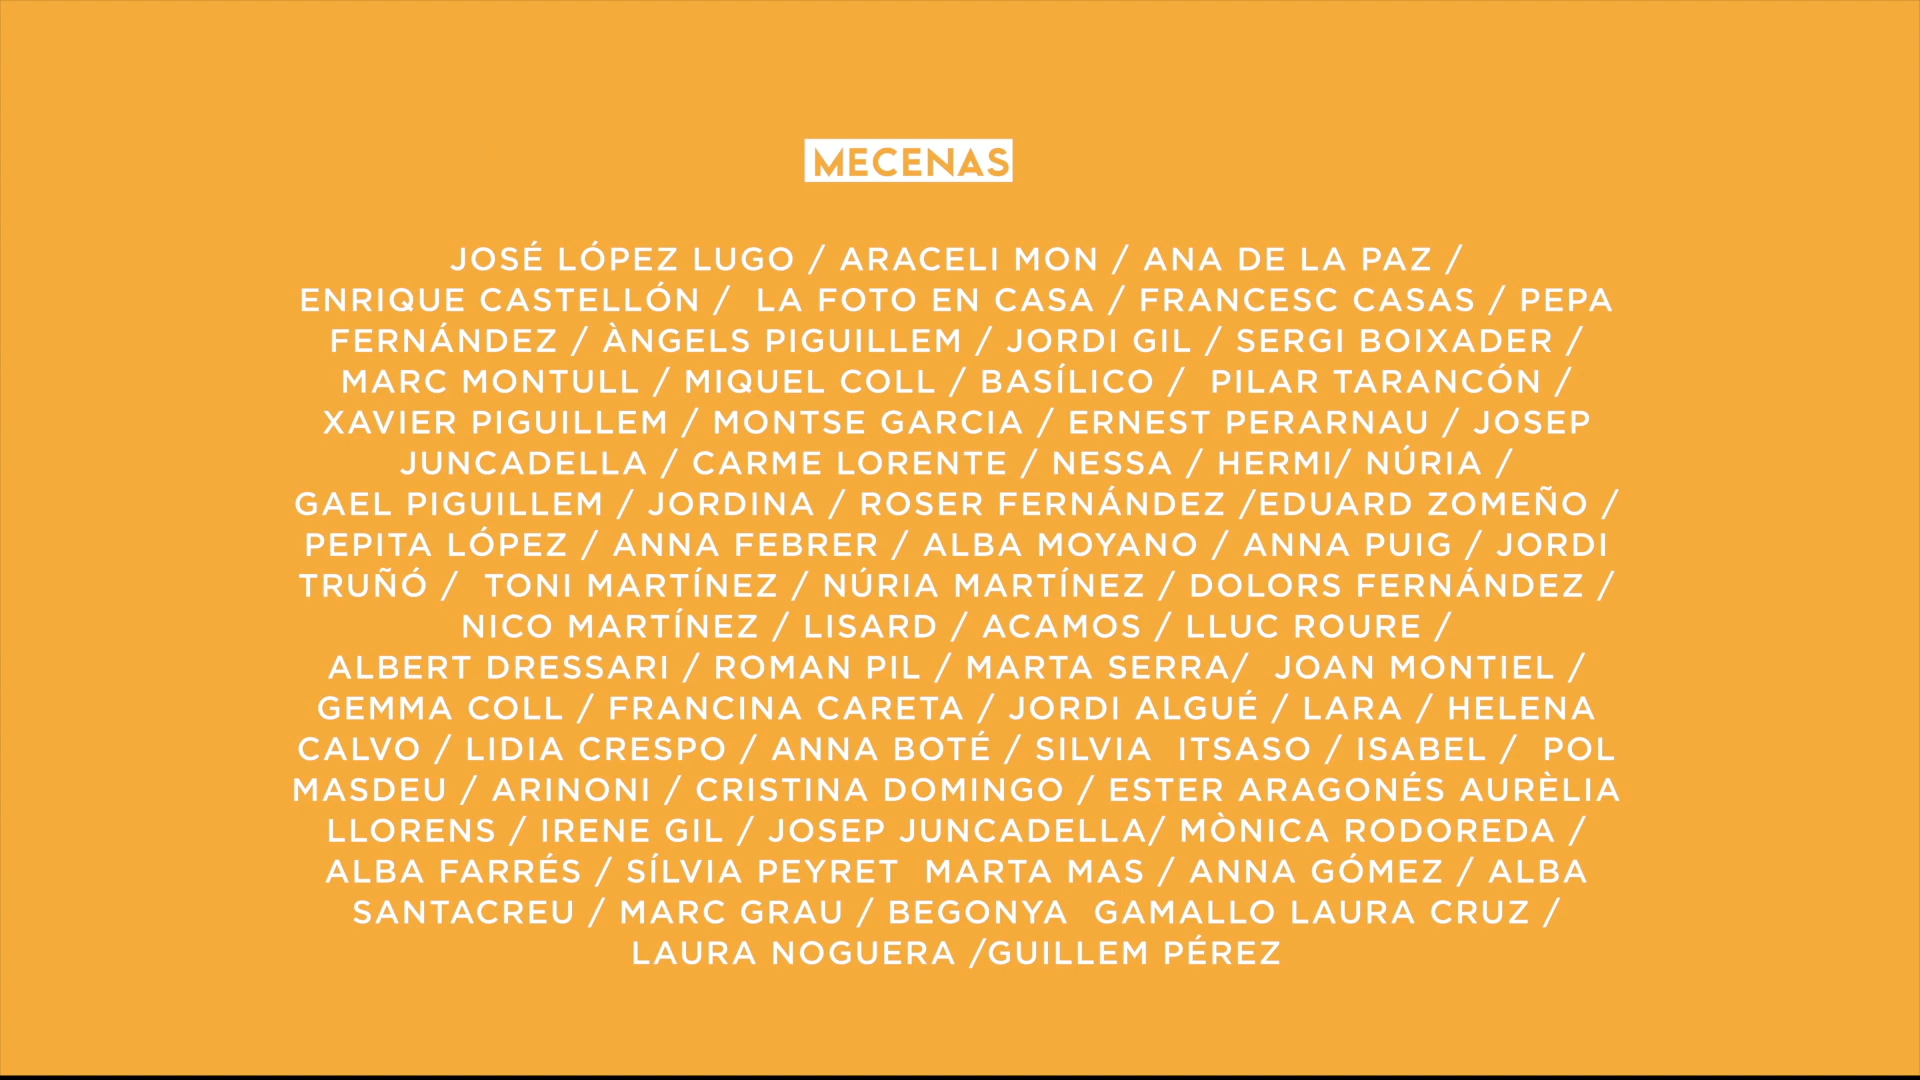 MECENAS
JOSÉ LÓPEZ LUGO / ARACELI MON / ANA DE LA PAZ /
ENRIQUE CASTELLÓN /  LA FOTO EN CASA / FRANCESC CASAS / PEPA
FERNÁNDEZ / ÀNGELS PIGUILLEM / JORDI GIL / SERGI BOIXADER /
MARC MONTULL / MIQUEL COLL / BASÍLICO /  PILAR TARANCÓN /
XAVIER PIGUILLEM / MONTSE GARCIA / ERNEST PERARNAU / JOSEP
JUNCADELLA / CARME LORENTE / NESSA / HERMI/ NÚRIA /
GAEL PIGUILLEM / JORDINA / ROSER FERNÁNDEZ /EDUARD ZOMEÑO /
PEPITA LÓPEZ / ANNA FEBRER / ALBA MOYANO / ANNA PUIG / JORDI
TRUÑÓ /  TONI MARTÍNEZ / NÚRIA MARTÍNEZ / DOLORS FERNÁNDEZ /
NICO MARTÍNEZ / LISARD / ACAMOS / LLUC ROURE /
ALBERT DRESSARI / ROMAN PIL / MARTA SERRA/  JOAN MONTIEL /
GEMMA COLL / FRANCINA CARETA / JORDI ALGUÉ / LARA / HELENA
CALVO / LIDIA CRESPO / ANNA BOTÉ / SILVIA  ITSASO / ISABEL /  POL
MASDEU / ARINONI / CRISTINA DOMINGO / ESTER ARAGONÉS AURÈLIA
LLORENS / IRENE GIL / JOSEP JUNCADELLA/ MÒNICA RODOREDA /
ALBA FARRÉS / SÍLVIA PEYRET  MARTA MAS / ANNA GÓMEZ / ALBA
SANTACREU / MARC GRAU / BEGONYA  GAMALLO LAURA CRUZ /
LAURA NOGUERA /GUILLEM PÉREZ